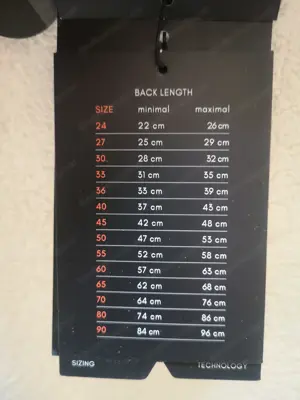 BACK LENGTH
SIZE minimal maximal
24 22 cm 26 cm
27 25 cm 29 cm
30. 28 cm 32 cm
33 31 cm 35 cm
36 33 cm 39 cm
40 37 cm 43 cm
45 42 cm 48 cm
50 47 cm 53 cm
55 52 cm 58 cm
60 57 cm 63 cm
65 62 cm 68 cm
70 64 cm 76 cm
80 74 cm 86 cm
90 84 cm 96 cm
SIZING TECHNOLOGY